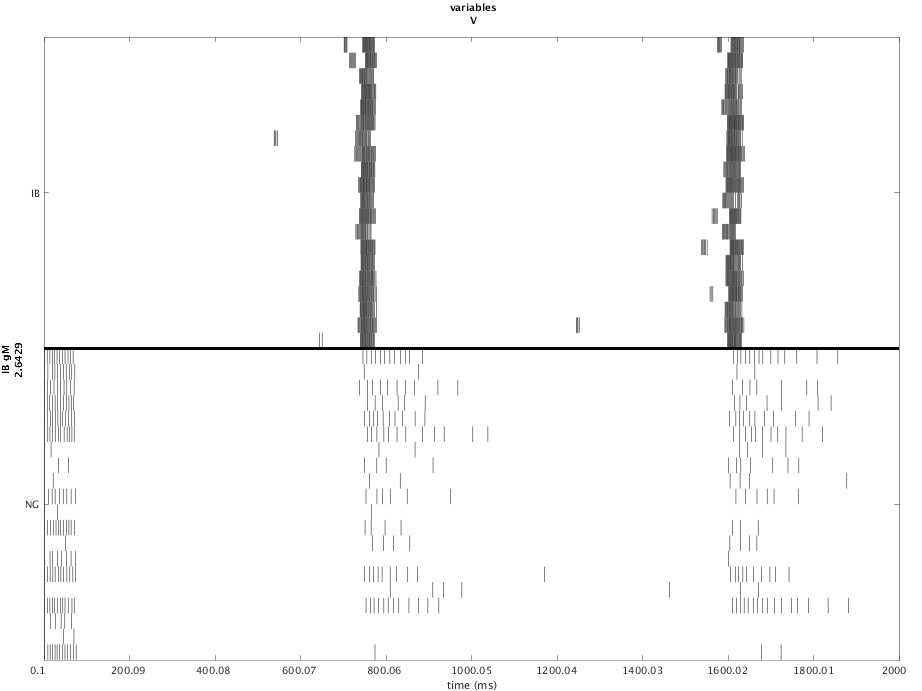 variables
V
IB
IB gM
2.6429
NG
0.1
200.09
400.08
600.07
800.06
1000.05
1200.04
1400.03
1600.02
1800.01
2000
time (ms)